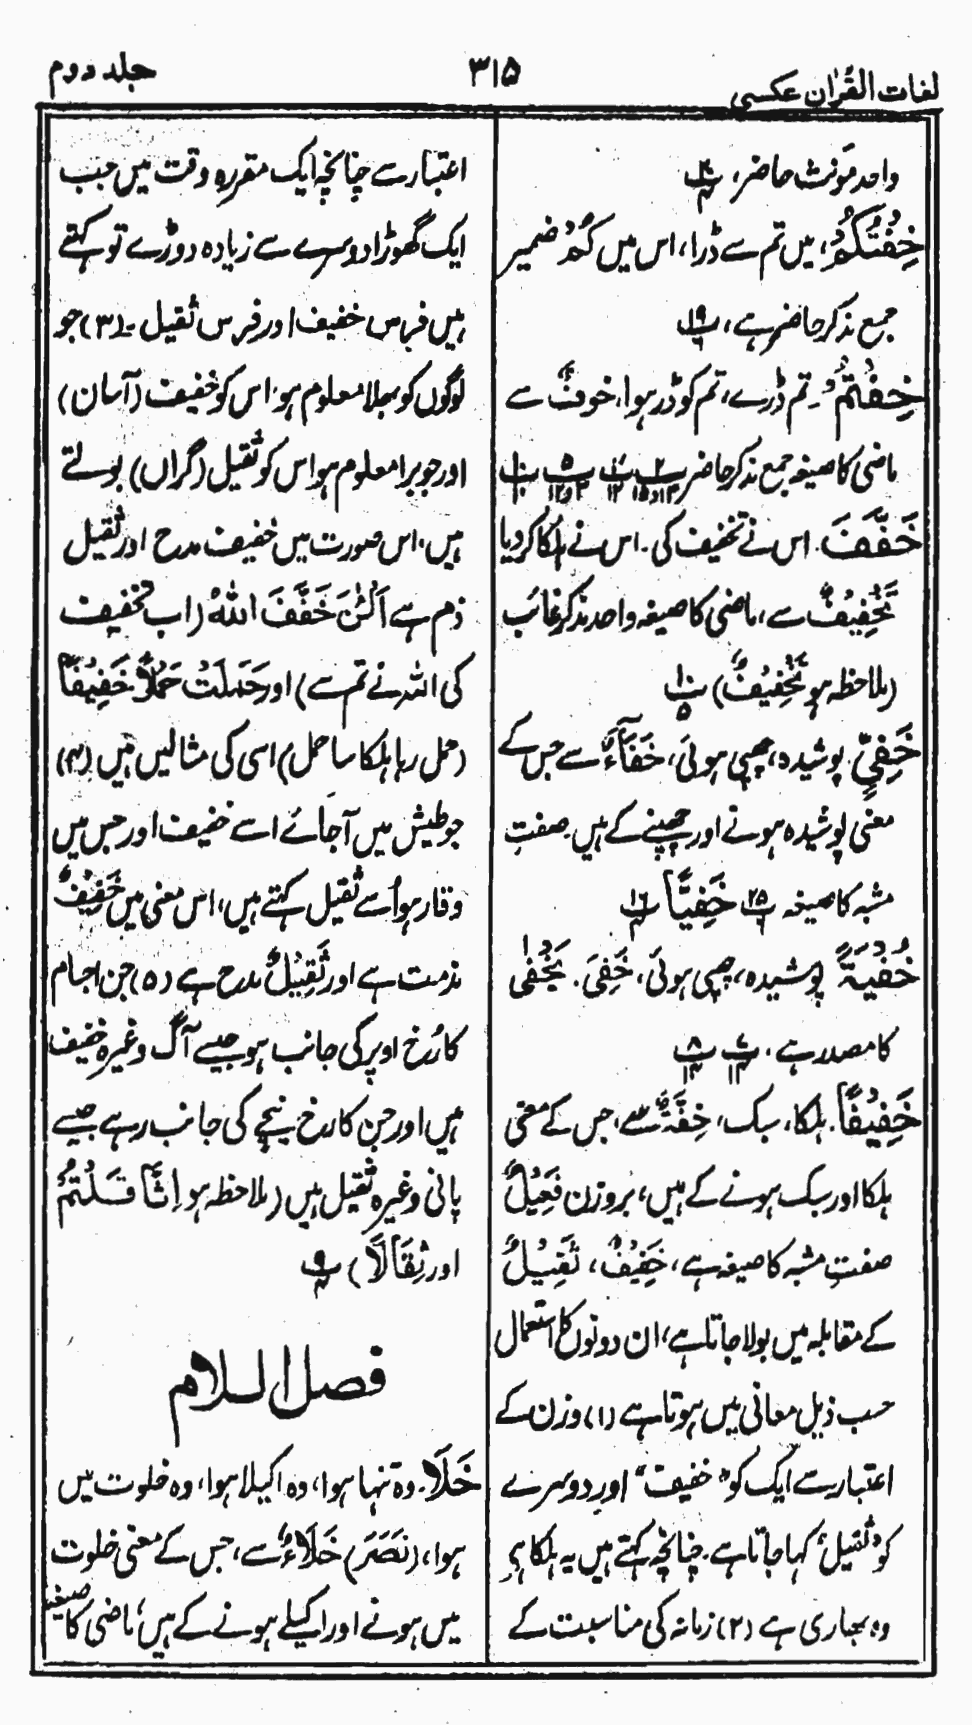 لغات القرآن عکسی
۳۱۵
جلد دوم
واحد مؤنث حاضر، پ
خِفْتُكُمْ، میں تم سے ڈرا، اس میں كُمْ ضمیر
جمع مذکر حاضر ہے، پ۱۹
خِفْتُمْ۔ تم ڈرے، تم کو ڈر ہوا، خوفٌ سے
ماضی کا صیغہ جمع مذکر حاضر
خَفَّفَ۔ اس نے تخفیف کی۔ اس نے ہلکا کردیا
تَخْفِیْفٌ سے، ماضی کا صیغہ واحد مذکر غائب
(ملاحظہ ہو تَخْفِیْفٌ) پ۱۰
خَفِیٍّ۔ پوشیدہ، چھپی ہوئی، خَفَآءٌ سے جس کے
معنی پوشیدہ ہونے اور چھپنے کے ہیں۔ صفتِ
مشبہ کا صیغہ پ۲۵ خَفِیًّا پ۱۶
خُفْیَۃً پوشیدہ، چھپی ہوئی، خَفِیَ۔ یَخْفٰی
کا مصدر ہے، پ۷ پ۸
خَفِیْفًا۔ ہلکا، سبک، خِفَّۃٌ سے، جس کے معنی
ہلکا اور سبک ہونے کے ہیں، بروزن فَعِیْلٌ
صفتِ مشبہ کا صیغہ ہے، خَفِیْفٌ، ثَقِیْلٌ
کے مقابلہ میں بولا جاتا ہے، ان دونوں کا استعمال
حسب ذیل معانی میں ہوتا ہے (۱) وزن کے
اعتبار سے ایک کو "خفیف" اور دوسرے
کو "ثقیل" کہا جاتا ہے۔ چنانچہ کہتے ہیں یہ ہلکا ہے
وہ بھاری ہے (۲) زمانہ کی مناسبت کے
اعتبار سے چنانچہ ایک مقررہ وقت میں جب
ایک گھوڑا دوسرے سے زیادہ دوڑے تو کہتے
ہیں فرس خفیف اور فرس ثقیل۔ (۳) جو
لوگوں کو بھلا معلوم ہو، اس کو خفیف (آسان)
اور جو برا معلوم ہو اس کو ثقیل (گراں) بولتے
ہیں، اس صورت میں خفیف مدح اور ثقیل
ذم ہے اَلْئٰنَ خَفَّفَ اللّٰهُ (اب تخفیف
کی اللہ نے تم سے) اور حَمَلَتْ حَمْلًا خَفِیْفًا
(حمل رہا ہلکا سا حمل) اسی کی مثالیں ہیں (۴)
جو طیش میں آجائے اسے خفیف اور جس میں
وقار ہو اُسے ثقیل کہتے ہیں، اس معنی میں خَفِیْفٌ
مذمت ہے اور ثَقِیْلٌ مدح ہے (۵) جن اجسام
کا رُخ اوپر کی جانب ہو جیسے آگ وغیرہ خفیف
ہیں اور جن کا رخ نیچے کی جانب رہے جیسے
پانی وغیرہ ثقیل ہیں (ملاحظہ ہو اِثَّاقَلْتُمْ
اور ثِقَالًا) پ۹
فصل اللام
خَلَا۔ وہ تنہا ہوا، وہ اکیلا ہوا، وہ خلوت میں
ہوا، (نَصَرَ) خَلَاءٌ سے، جس کے معنی خلوت
میں ہونے اور اکیلے ہونے کے ہیں، ماضی کا صیغہ